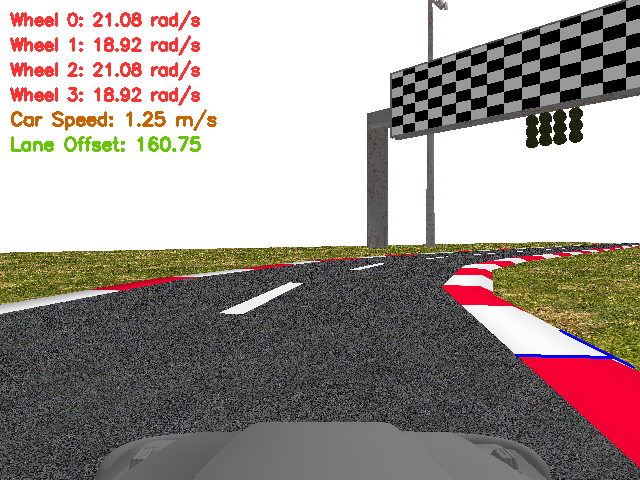 Wheel 0: 21.08 rad/s
Wheel 1: 18.92 rad/s
Wheel 2: 21.08 rad/s
Wheel 3: 18.92 rad/s
Car Speed: 1.25 m/s
Lane Offset: 160.75